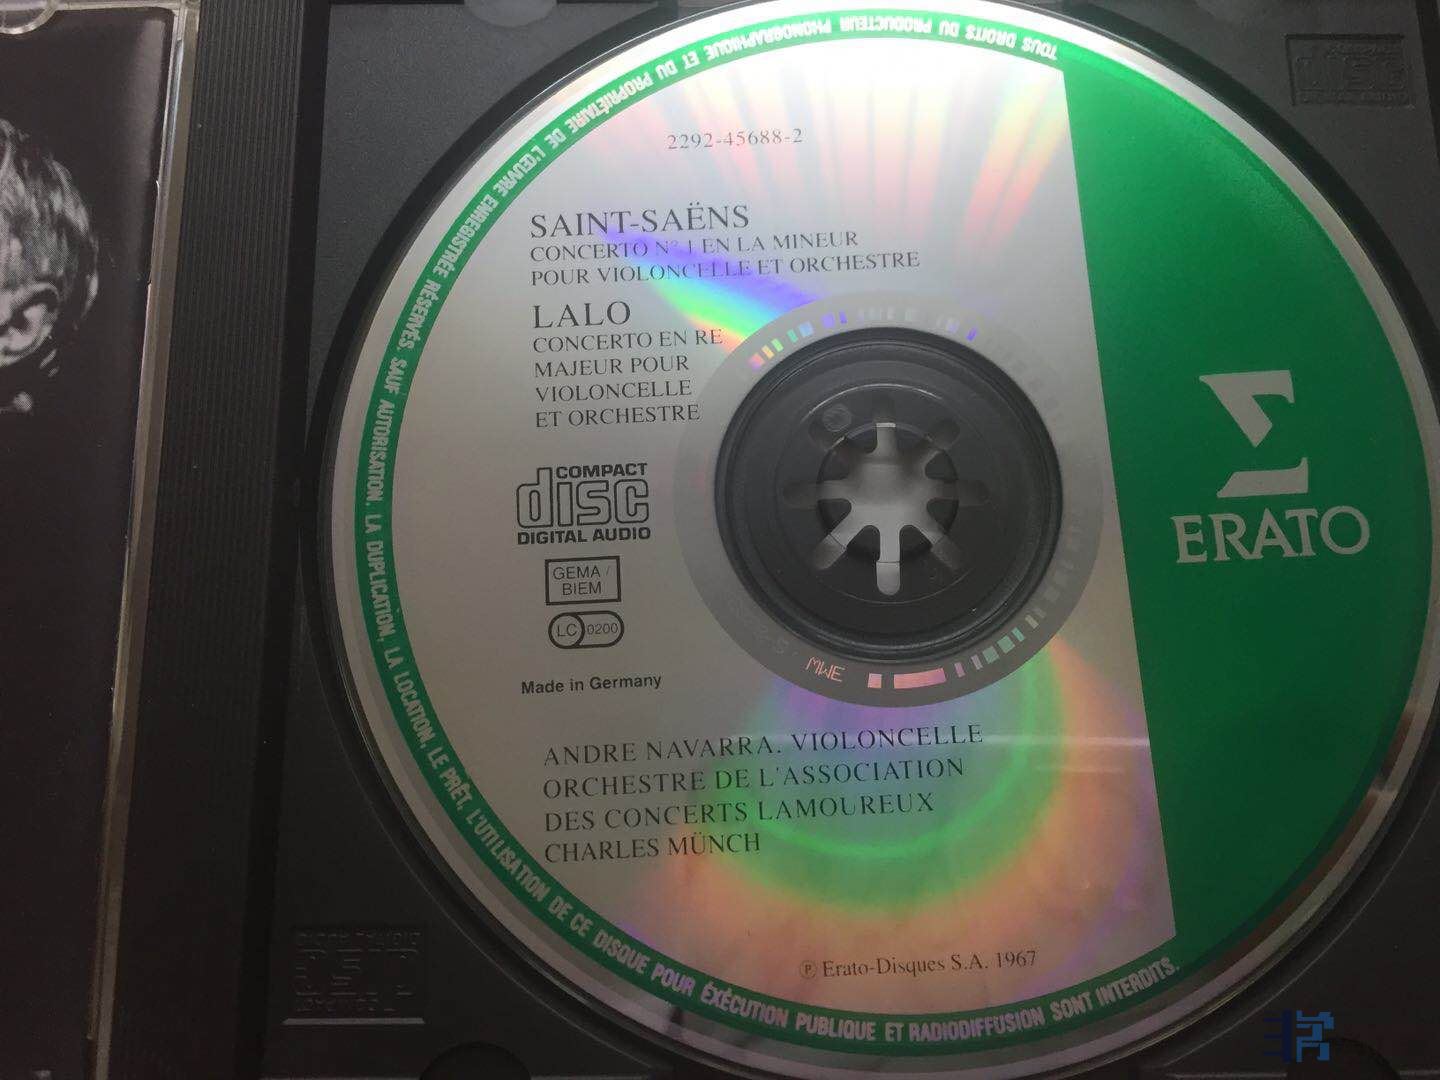 2292-45688-2
SAINT-SAËNS
CONCERTO N° 1 EN LA MINEUR
POUR VIOLONCELLE ET ORCHESTRE
LALO
CONCERTO EN RE
MAJEUR POUR
VIOLONCELLE
ET ORCHESTRE
COMPACT
disc
DIGITAL AUDIO
GEMA /
BIEM
LC 0200
Made in Germany
MWE
ERATO
ANDRE NAVARRA. VIOLONCELLE
ORCHESTRE DE L'ASSOCIATION
DES CONCERTS LAMOUREUX
CHARLES MÜNCH
Ⓟ Erato-Disques S.A. 1967
TOUS DROITS DU PRODUCTEUR PHONOGRAPHIQUE ET DU PROPRIÉTAIRE DE L'ŒUVRE ENREGISTRÉE RÉSERVÉS. SAUF AUTORISATION, LA DUPLICATION, LA LOCATION, LE PRÊT, L'UTILISATION DE CE DISQUE POUR EXÉCUTION PUBLIQUE ET RADIODIFFUSION SONT INTERDITS.